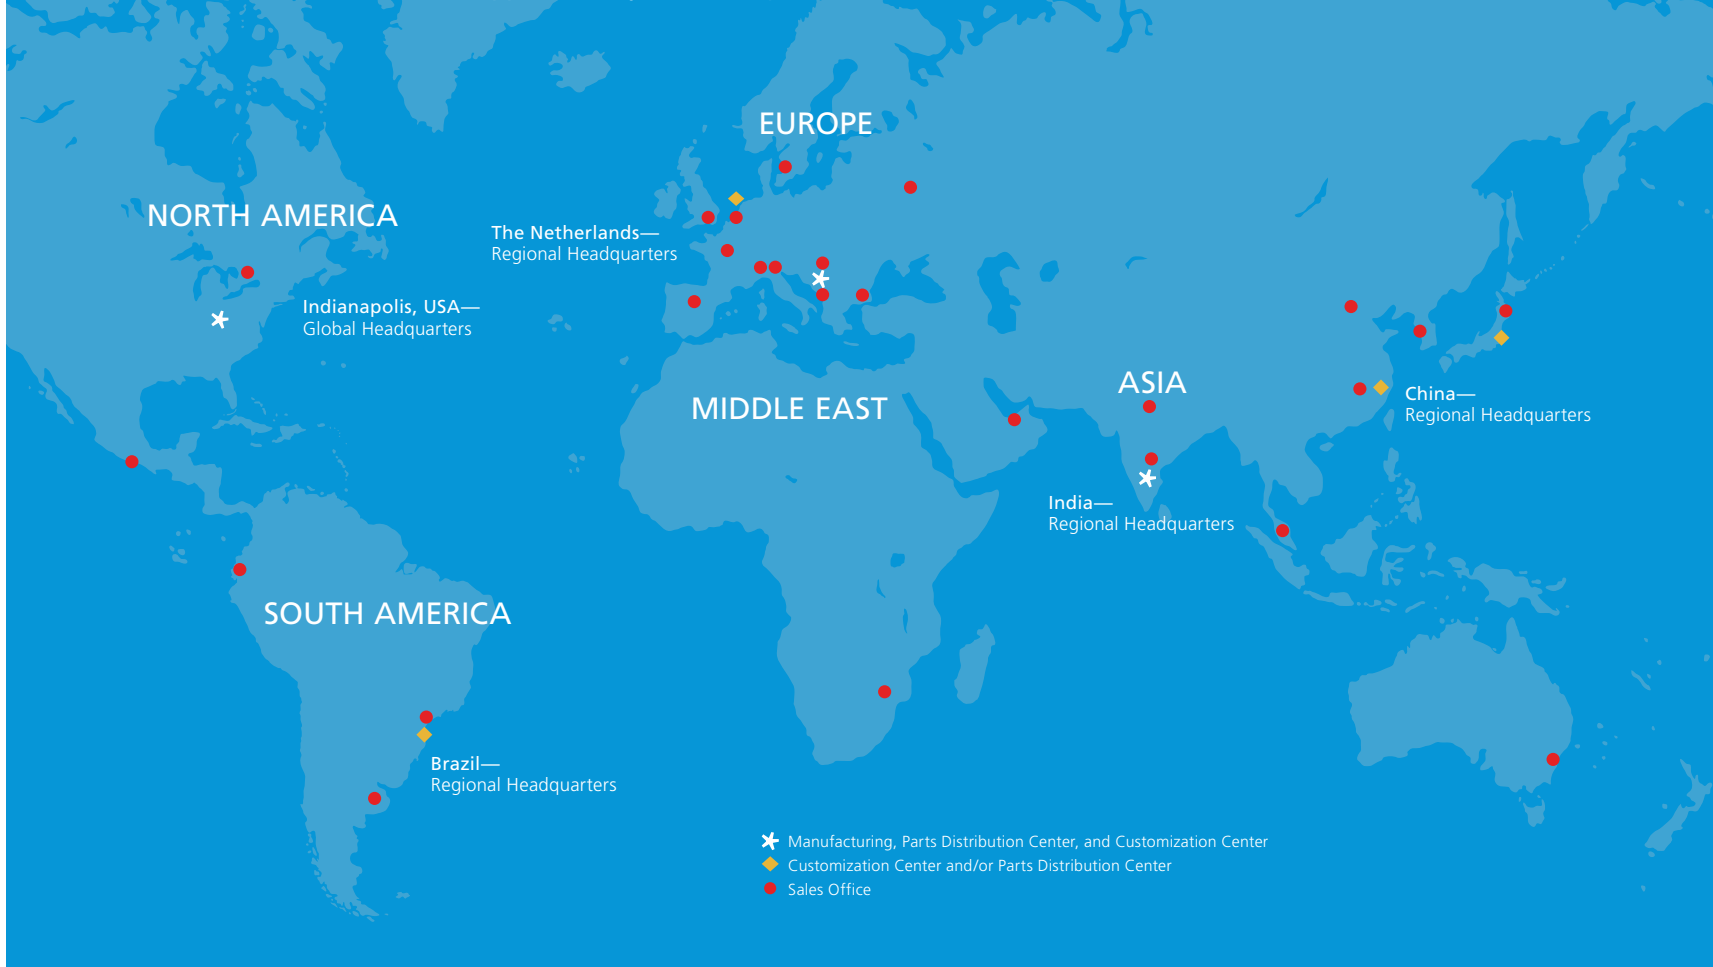 EUROPE
NORTH AMERICA
The Netherlands—
Regional Headquarters
Indianapolis, USA—
Global Headquarters
ASIA
MIDDLE EAST
China—
Regional Headquarters
India—
Regional Headquarters
SOUTH AMERICA
Brazil—
Regional Headquarters
Manufacturing, Parts Distribution Center, and Customization Center
Customization Center and/or Parts Distribution Center
Sales Office